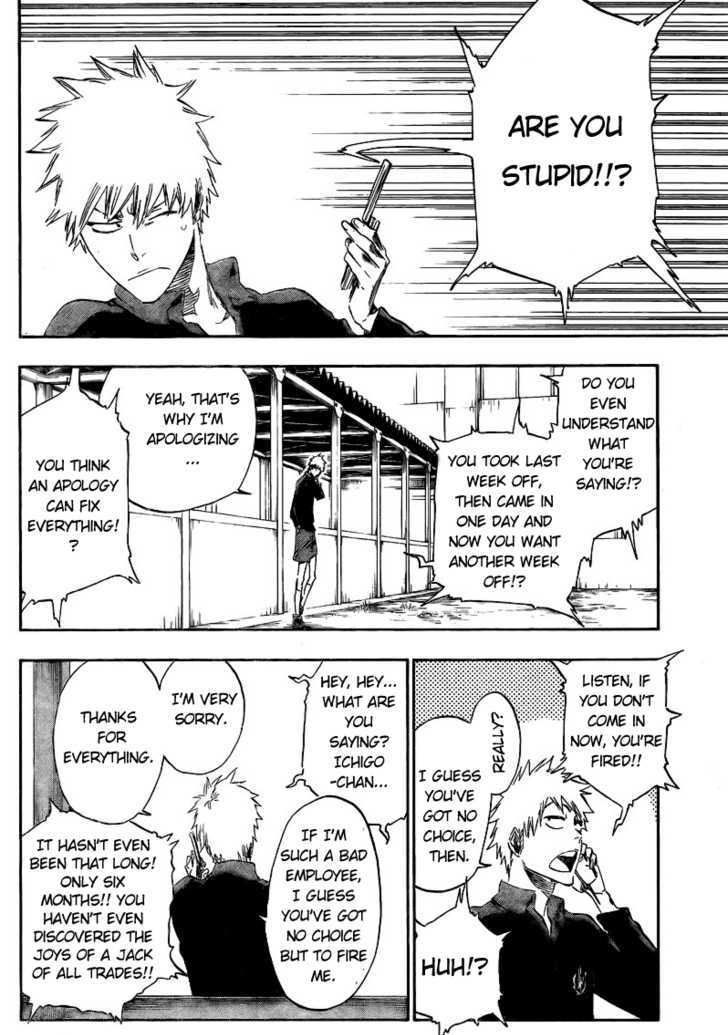 ARE YOU
STUPID!!?
DO YOU
EVEN
UNDERSTAND
WHAT
YOU'RE
SAYING!?
YOU TOOK LAST
WEEK OFF,
THEN CAME IN
ONE DAY AND
NOW YOU WANT
ANOTHER WEEK
OFF!?
YEAH, THAT'S
WHY I'M
APOLOGIZING
...
YOU THINK
AN APOLOGY
CAN FIX
EVERYTHING!
?
LISTEN, IF
YOU DON'T
COME IN
NOW, YOU'RE
FIRED!!
REALLY?
I GUESS
YOU'VE
GOT NO
CHOICE,
THEN.
HUH!?
IF I'M
SUCH A BAD
EMPLOYEE,
I GUESS
YOU'VE GOT
NO CHOICE
BUT TO FIRE
ME.
HEY, HEY...
WHAT ARE
YOU
SAYING?
ICHIGO
-CHAN...
I'M VERY
SORRY.
THANKS
FOR
EVERYTHING.
IT HASN'T EVEN
BEEN THAT LONG!
ONLY SIX
MONTHS!! YOU
HAVEN'T EVEN
DISCOVERED THE
JOYS OF A JACK
OF ALL TRADES!!